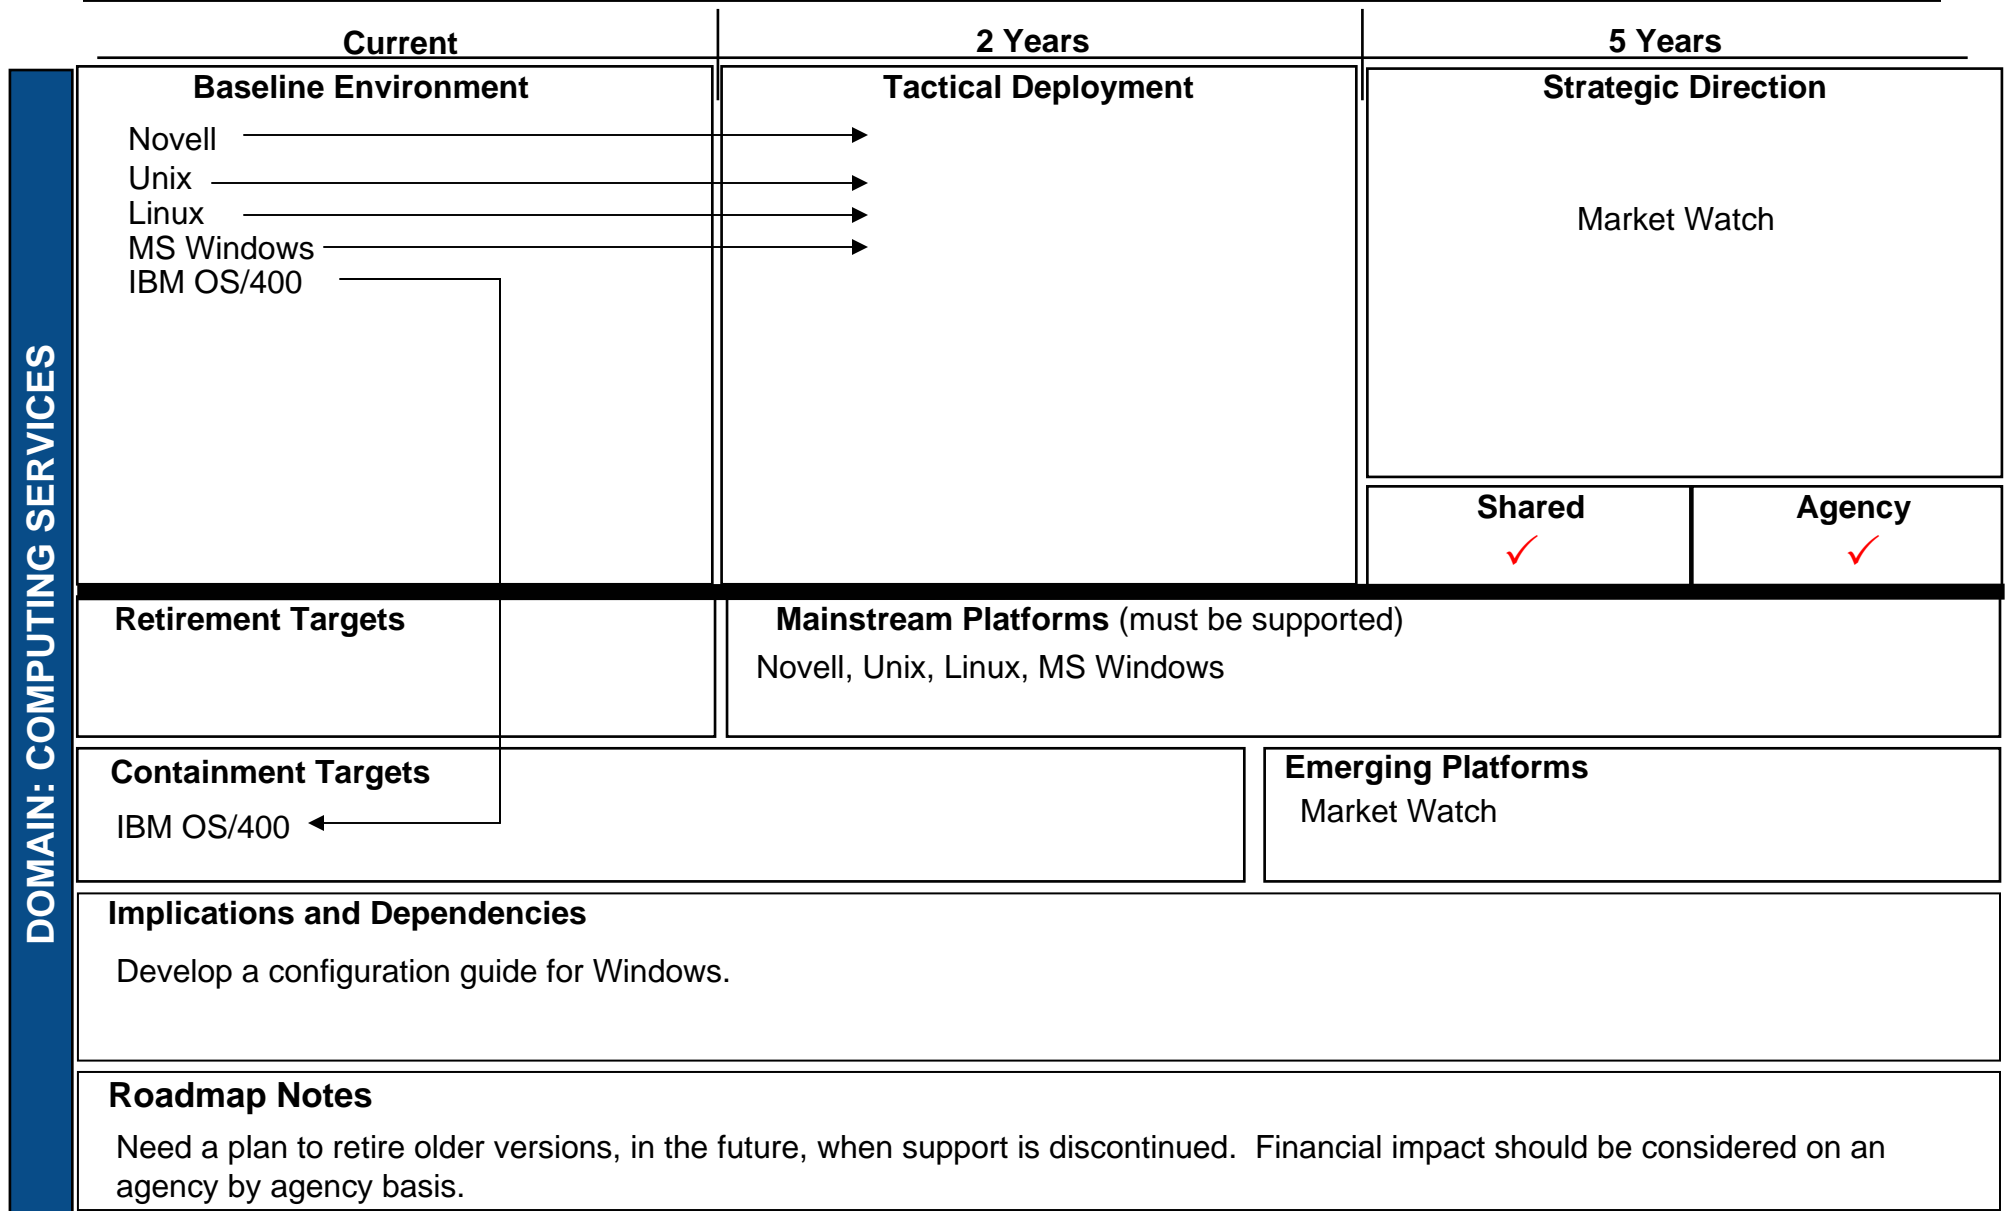 Current
2 Years
5 Years
DOMAIN: COMPUTING SERVICES
Baseline Environment
Novell
Unix
Linux
MS Windows
IBM OS/400
Tactical Deployment
Strategic Direction
Market Watch
Shared
✓
Agency
✓
Retirement Targets
Mainstream Platforms (must be supported)
Novell, Unix, Linux, MS Windows
Containment Targets
IBM OS/400
Emerging Platforms
Market Watch
Implications and Dependencies
Develop a configuration guide for Windows.
Roadmap Notes
Need a plan to retire older versions, in the future, when support is discontinued.  Financial impact should be considered on an
agency by agency basis.